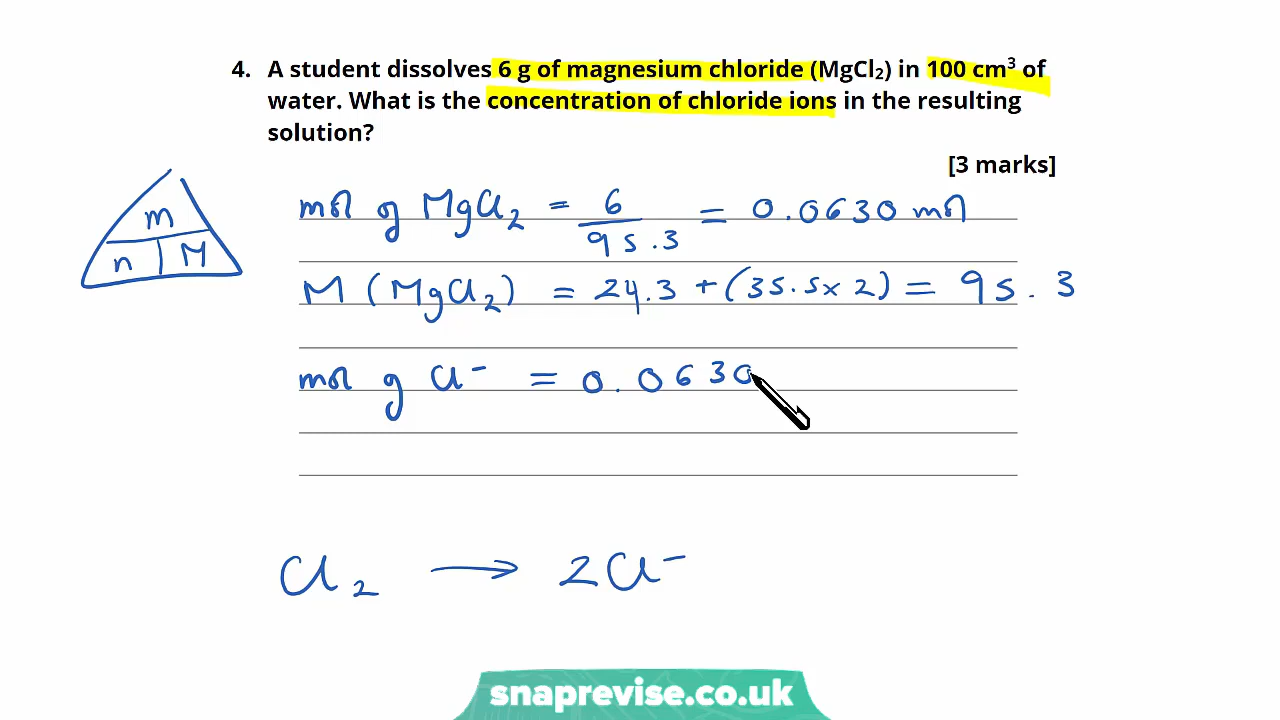 4. A student dissolves 6 g of magnesium chloride (MgCl₂) in 100 cm³ of
water. What is the concentration of chloride ions in the resulting
solution?
[3 marks]
m
n M
mol of MgCl₂ = 6/95.3 = 0.0630 mol
M (MgCl₂) = 24.3 + (35.5 x 2) = 95.3
mol of Cl⁻ = 0.0630
Cl₂ → 2Cl⁻
snaprevise.co.uk